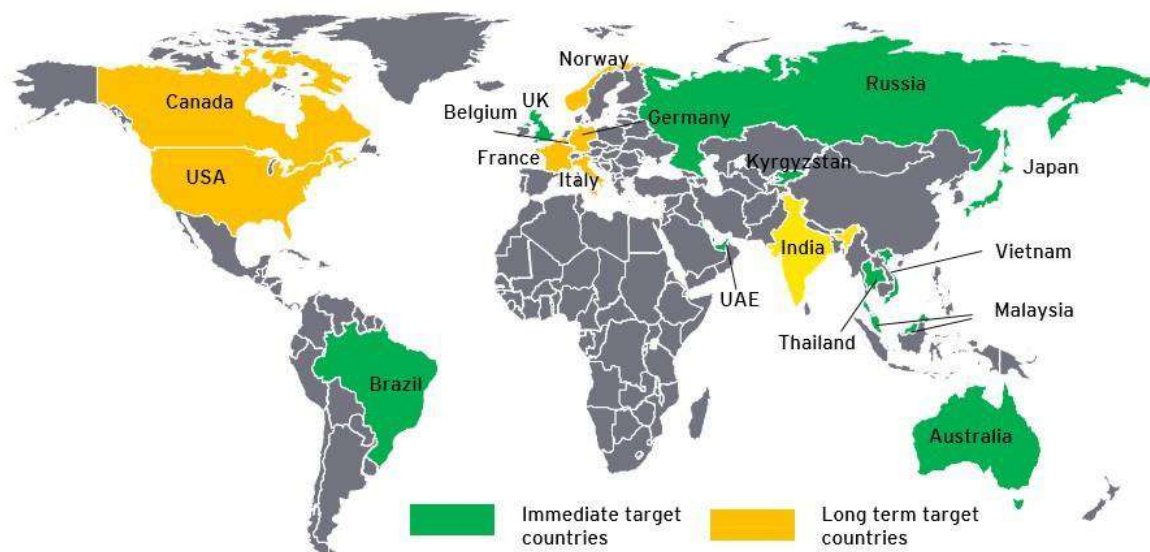 Norway
Russia
Canada
UK
Belgium
Germany
France
Kyrgyzstan
Japan
USA
Italy
India
Vietnam
UAE
Malaysia
Thailand
Brazil
Australia
Immediate target
countries
Long term target
countries